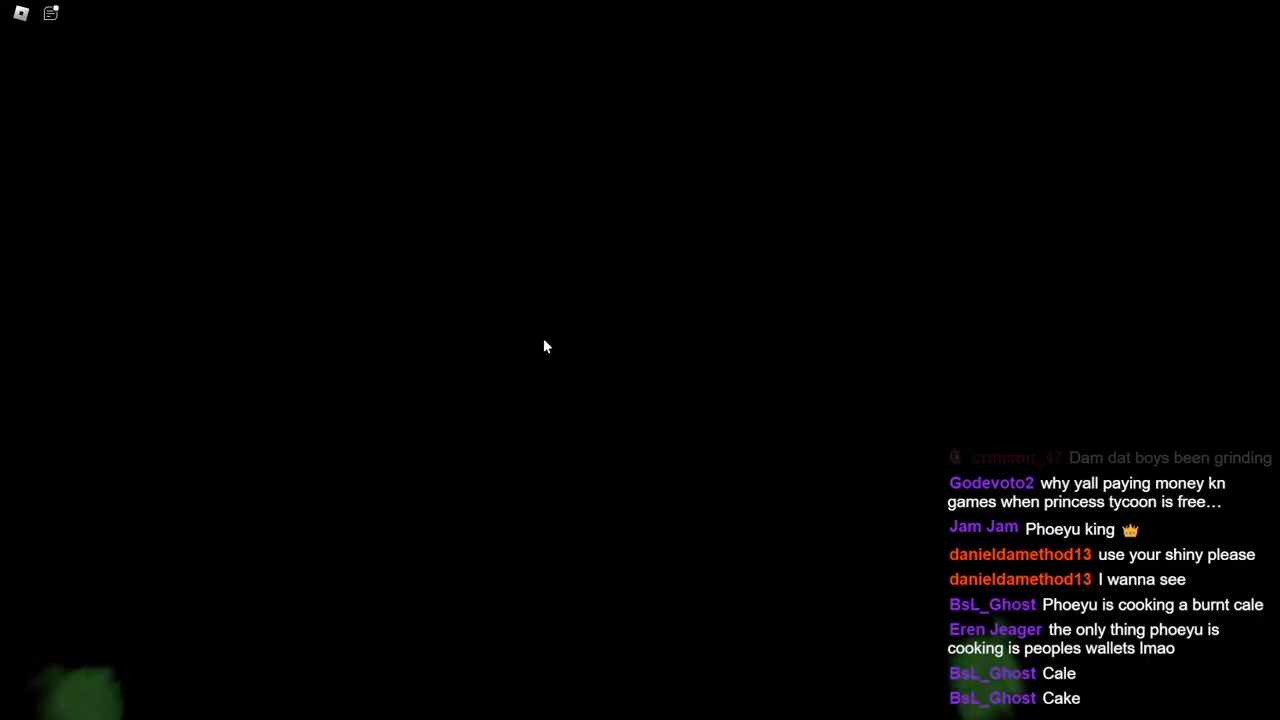 crimson_47 Dam dat boys been grinding
Godevoto2 why yall paying money kn
games when princess tycoon is free…
Jam Jam Phoeyu king 👑
danieldamethod13 use your shiny please
danieldamethod13 I wanna see
BsL_Ghost Phoeyu is cooking a burnt cale
Eren Jeager the only thing phoeyu is
cooking is peoples wallets lmao
BsL_Ghost Cale
BsL_Ghost Cake